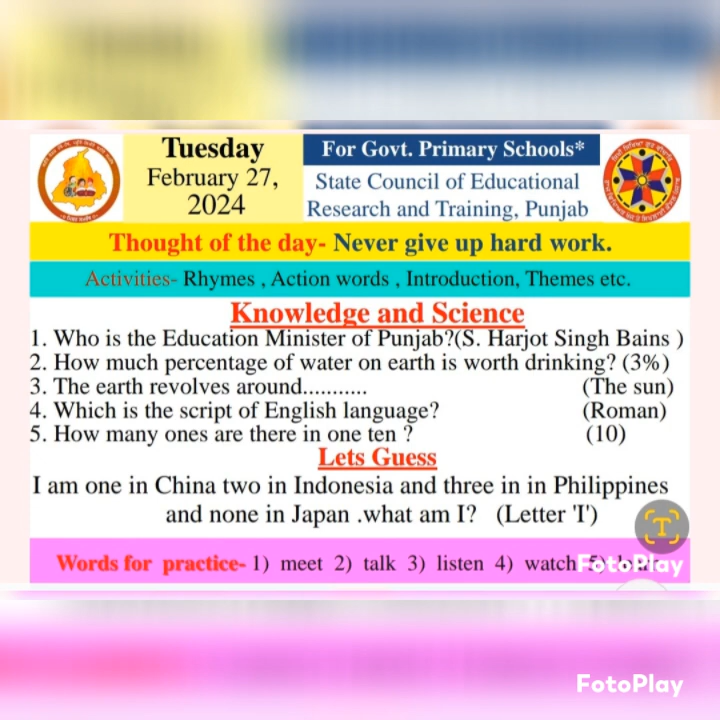 Tuesday
February 27,
2024
For Govt. Primary Schools*
State Council of Educational
Research and Training, Punjab
Thought of the day- Never give up hard work.
Activities- Rhymes , Action words , Introduction, Themes etc.
Knowledge and Science
1. Who is the Education Minister of Punjab?(S. Harjot Singh Bains )
2. How much percentage of water on earth is worth drinking? (3%)
3. The earth revolves around........... (The sun)
4. Which is the script of English language? (Roman)
5. How many ones are there in one ten ? (10)
Lets Guess
I am one in China two in Indonesia and three in in Philippines
and none in Japan .what am I? (Letter 'I')
T
Words for practice- 1) meet 2) talk 3) listen 4) watch 5)
FotoPlay
FotoPlay